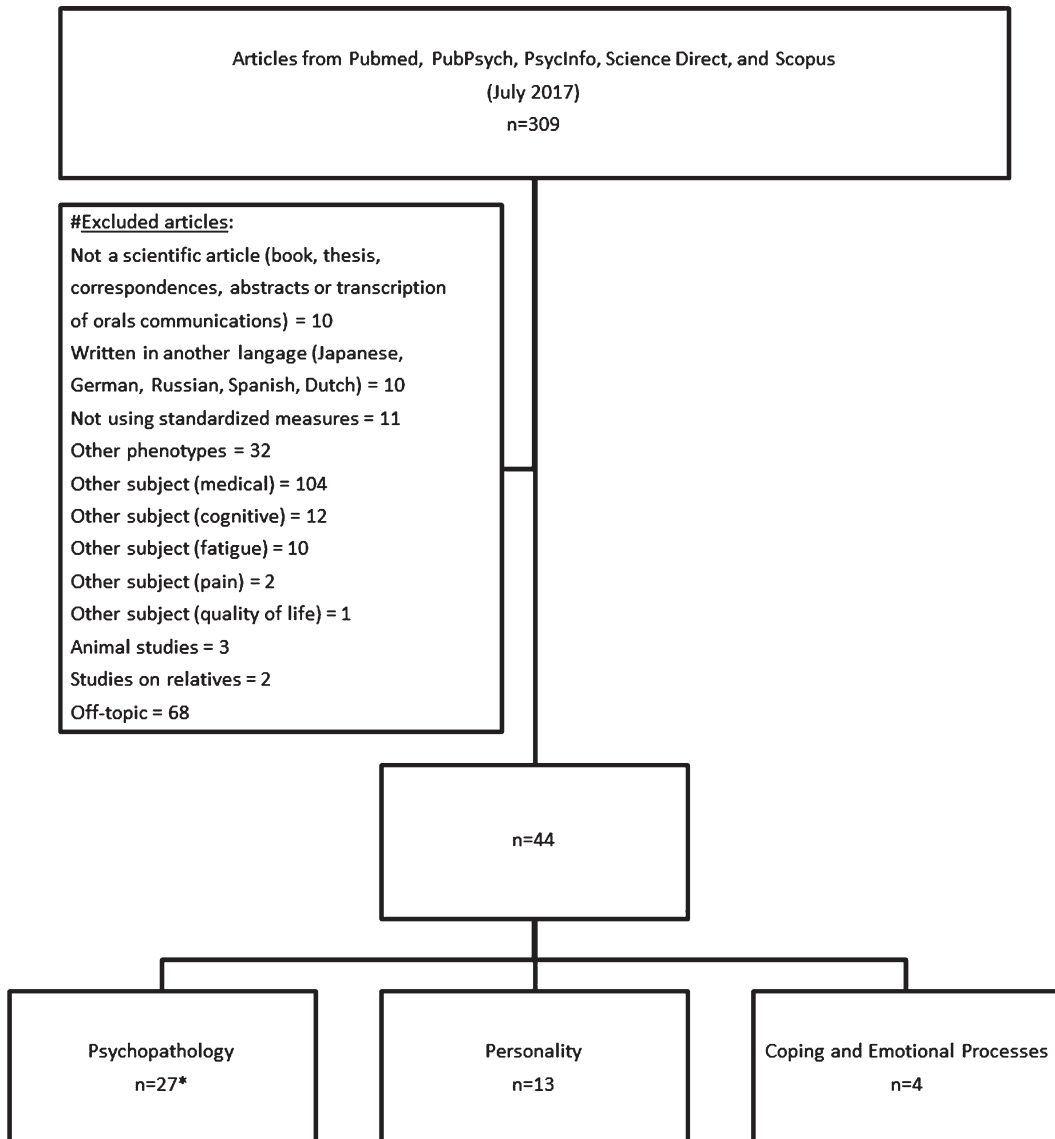 Articles from Pubmed, PubPsych, PsycInfo, Science Direct, and Scopus
(July 2017)
n=309
#Excluded articles:
Not a scientific article (book, thesis,
correspondences, abstracts or transcription
of orals communications) = 10
Written in another langage (Japanese,
German, Russian, Spanish, Dutch) = 10
Not using standardized measures = 11
Other phenotypes = 32
Other subject (medical) = 104
Other subject (cognitive) = 12
Other subject (fatigue) = 10
Other subject (pain) = 2
Other subject (quality of life) = 1
Animal studies = 3
Studies on relatives = 2
Off-topic = 68
n=44
Psychopathology
n=27*
Personality
n=13
Coping and Emotional Processes
n=4